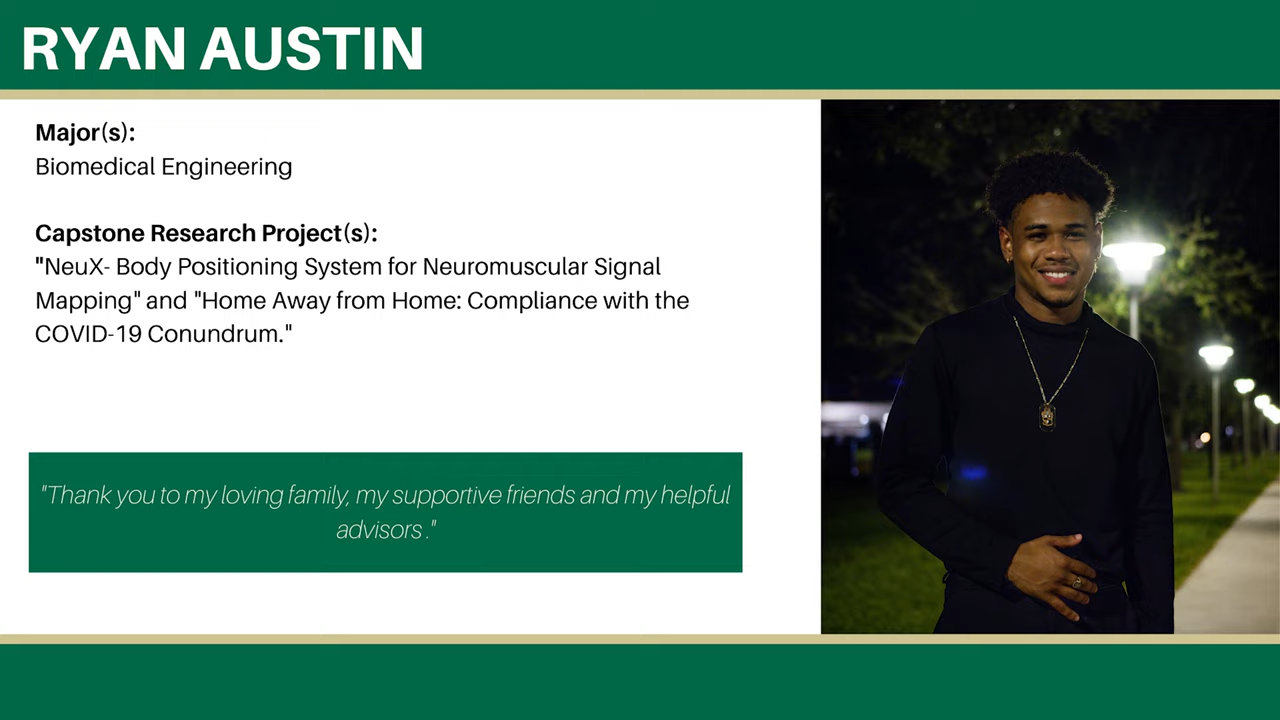 RYAN AUSTIN
Major(s):
Biomedical Engineering
Capstone Research Project(s):
"NeuX- Body Positioning System for Neuromuscular Signal
Mapping" and "Home Away from Home: Compliance with the
COVID-19 Conundrum."
"Thank you to my loving family, my supportive friends and my helpful
advisors."